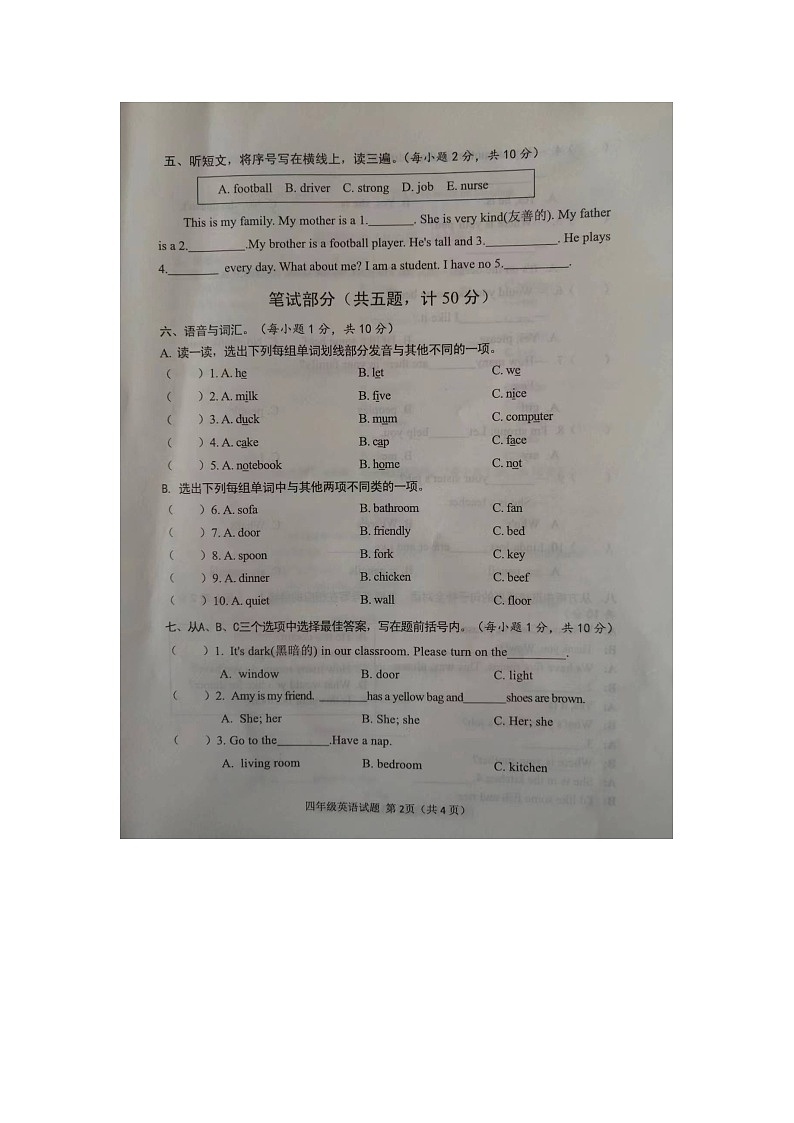 五、听短文，将序号写在横线上，读三遍。（每小题 2 分，共 10 分）
A. football B. driver C. strong D. job E. nurse
This is my family. My mother is a 1.________. She is very kind(友善的). My father
is a 2.__________.My brother is a football player. He's tall and 3.____________. He plays
4._________ every day. What about me? I am a student. I have no 5.___________.
笔试部分（共五题，计 50 分）
六、语音与词汇。（每小题 1 分，共 10 分）
A. 读一读，选出下列每组单词划线部分发音与其他不同的一项。
（ ）1. A. he B. let C. we
（ ）2. A. milk B. five C. nice
（ ）3. A. duck B. mum C. computer
（ ）4. A. cake B. cap C. face
（ ）5. A. notebook B. home C. not
B. 选出下列每组单词中与其他两项不同类的一项。
（ ）6. A. sofa B. bathroom C. fan
（ ）7. A. door B. friendly C. bed
（ ）8. A. spoon B. fork C. key
（ ）9. A. dinner B. chicken C. beef
（ ）10. A. quiet B. wall C. floor
七、从A、B、C三个选项中选择最佳答案，写在题前括号内。（每小题 1 分，共 10 分）
（ ）1. It's dark(黑暗的) in our classroom. Please turn on the__________.
A. window B. door C. light
（ ）2. Amy is my friend. ________has a yellow bag and_______shoes are brown.
A. She; her B. She; she C. Her; she
（ ）3. Go to the_________.Have a nap.
A. living room B. bedroom C. kitchen
四年级英语试题 第 2页（共 4 页）